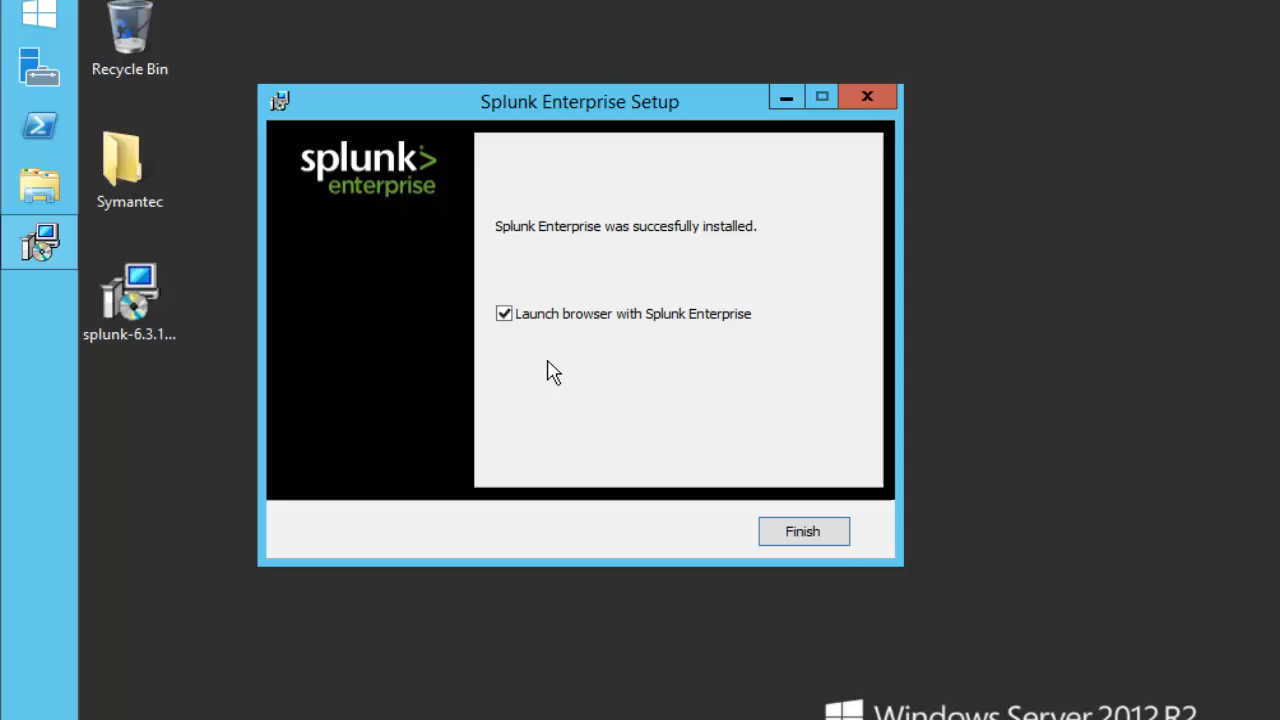 Recycle Bin
Symantec
splunk-6.3.1...
Splunk Enterprise Setup
splunk>
enterprise
Splunk Enterprise was succesfully installed.
Launch browser with Splunk Enterprise
Finish
Windows Server 2012 R2